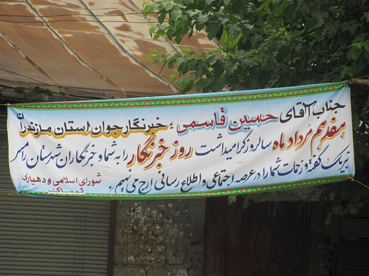 جناب آقای حسین قاسمی ؛ خبرنگار جوان استان مازندران
هفدهم مرداد ماه سالروز گرامیداشت روز خبرنگار را به شما و خبرنگاران شهرستان رامسر
تبریک گفته و زحمات شما را در عرصه اجتماعی و اطلاع رسانی ارج می نهیم.
شورای اسلامی و دهیاری